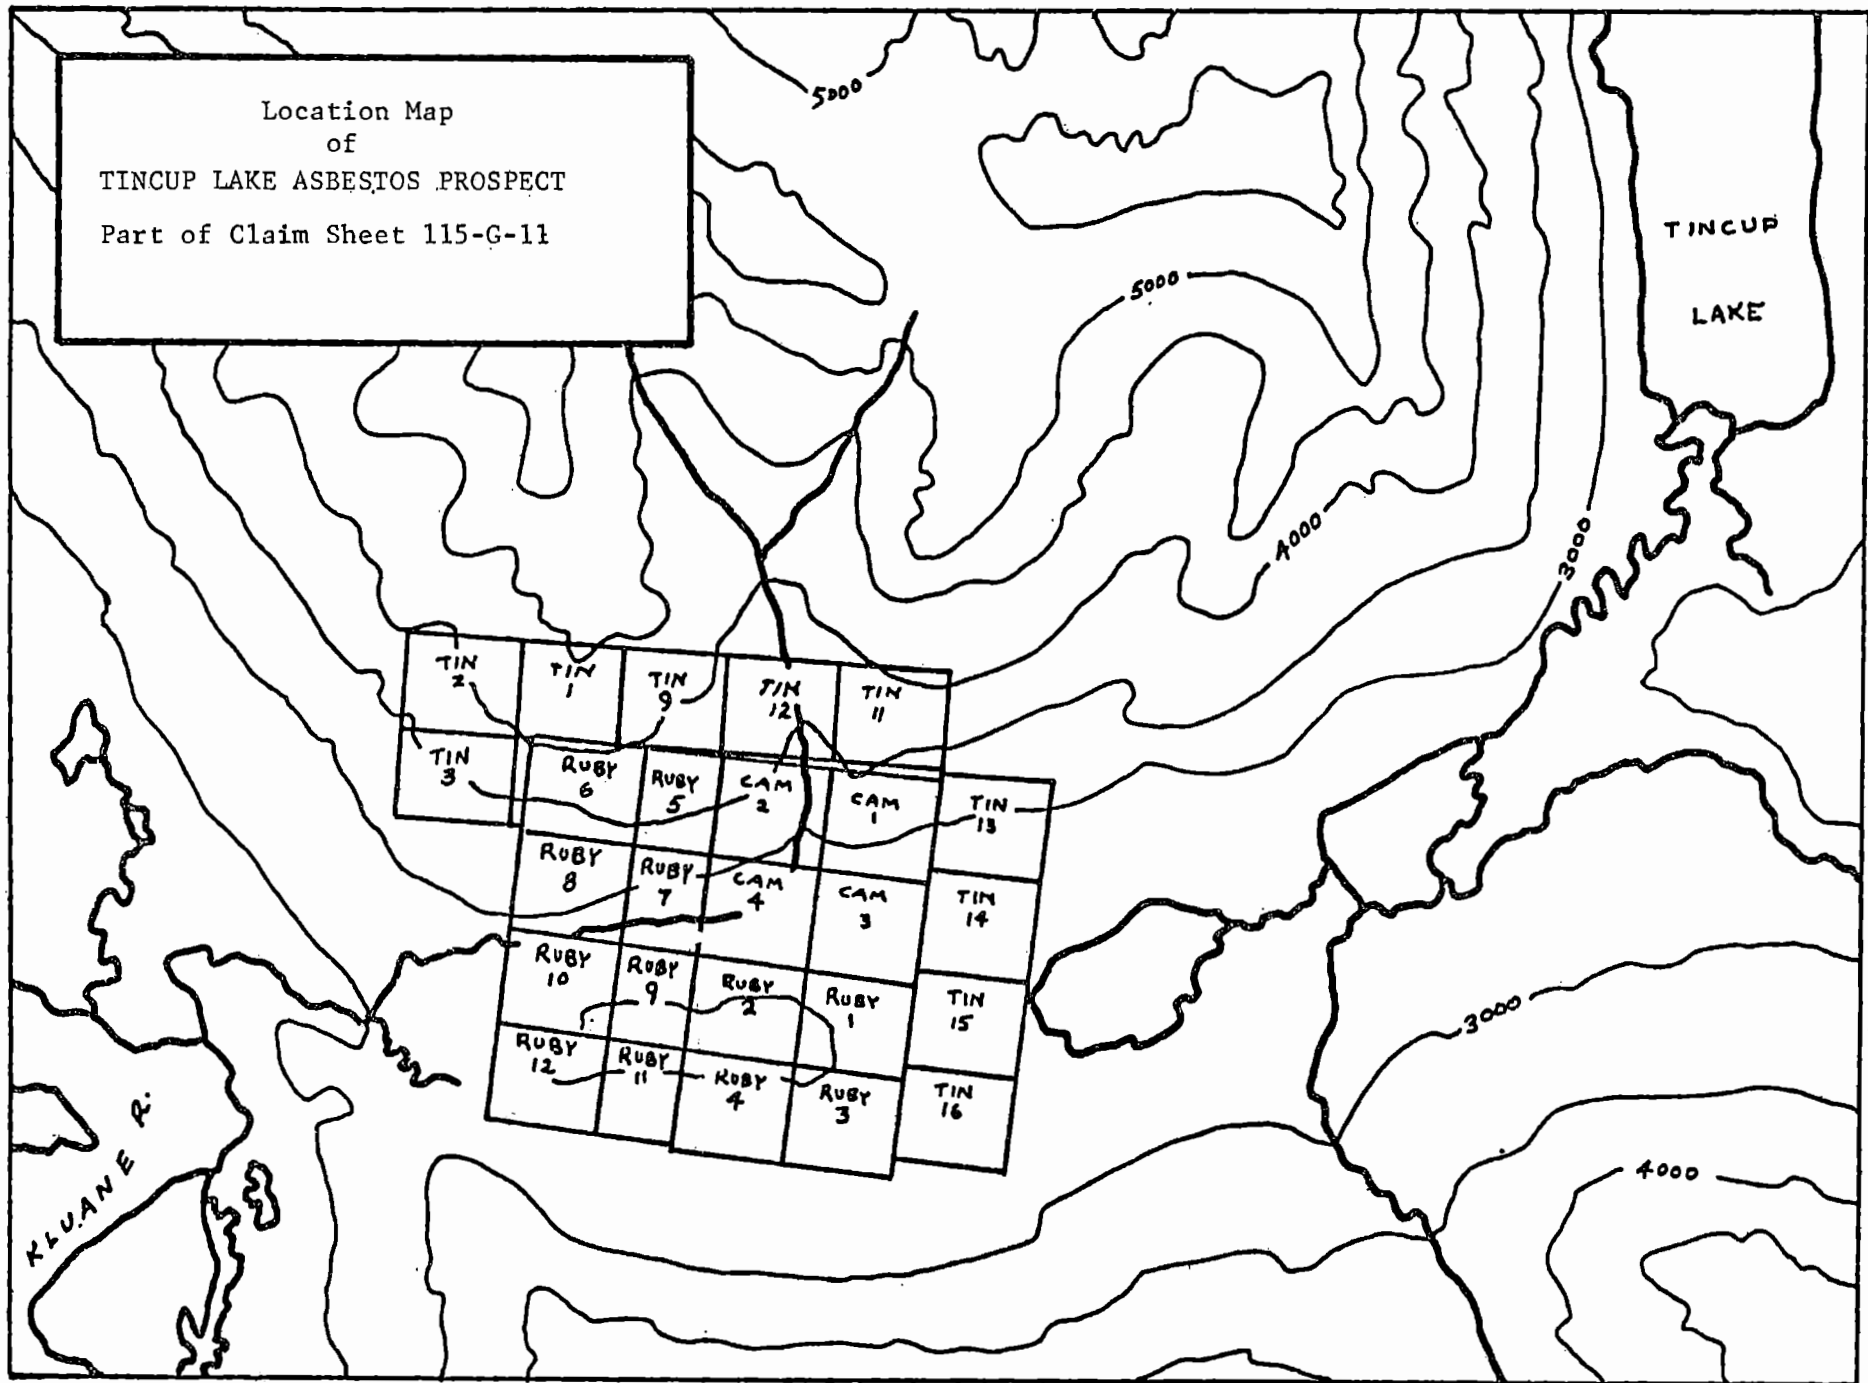 Location Map
of
TINCUP LAKE ASBESTOS PROSPECT
Part of Claim Sheet 115-G-11
5000
TINCUP
LAKE
5000
4000
3000
TIN
2
TIN
1
TIN
9
TIN
12
TIN
11
TIN
3
RUBY
6
RUBY
5
CAM
2
CAM
1
TIN
13
RUBY
8
RUBY
7
CAM
4
CAM
3
TIN
14
RUBY
10
RUBY
9
RUBY
2
RUBY
1
TIN
15
RUBY
12
RUBY
11
RUBY
4
RUBY
3
TIN
16
3000
4000
KLUANE R.